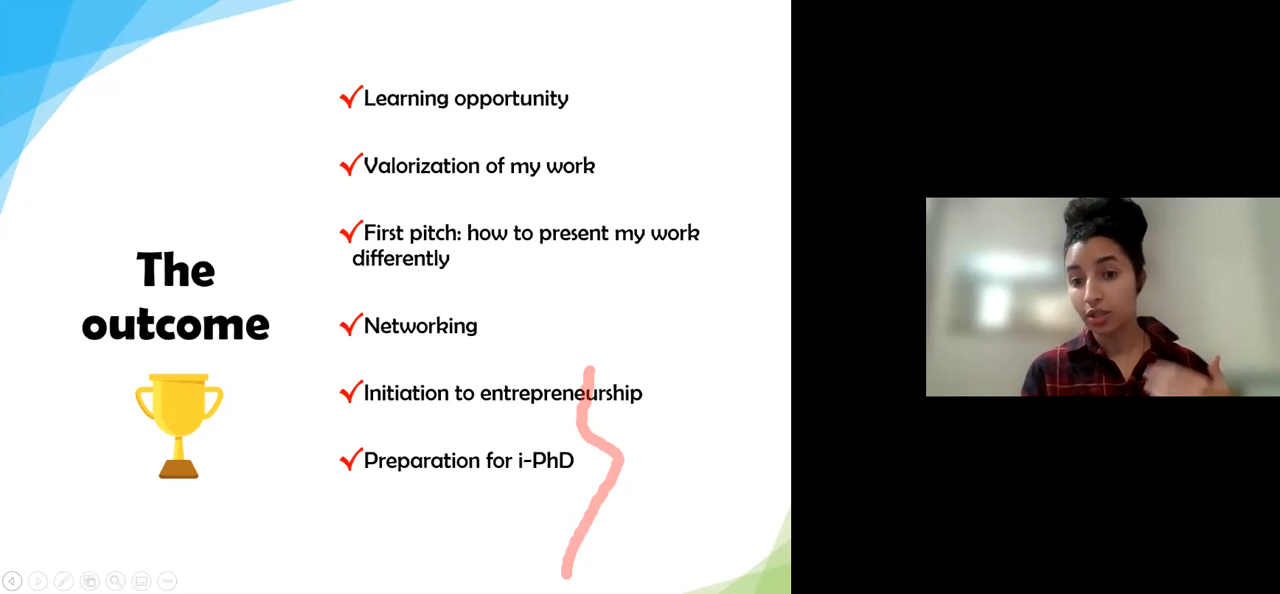 The
outcome
Learning opportunity
Valorization of my work
First pitch: how to present my work
differently
Networking
Initiation to entrepreneurship
Preparation for i-PhD